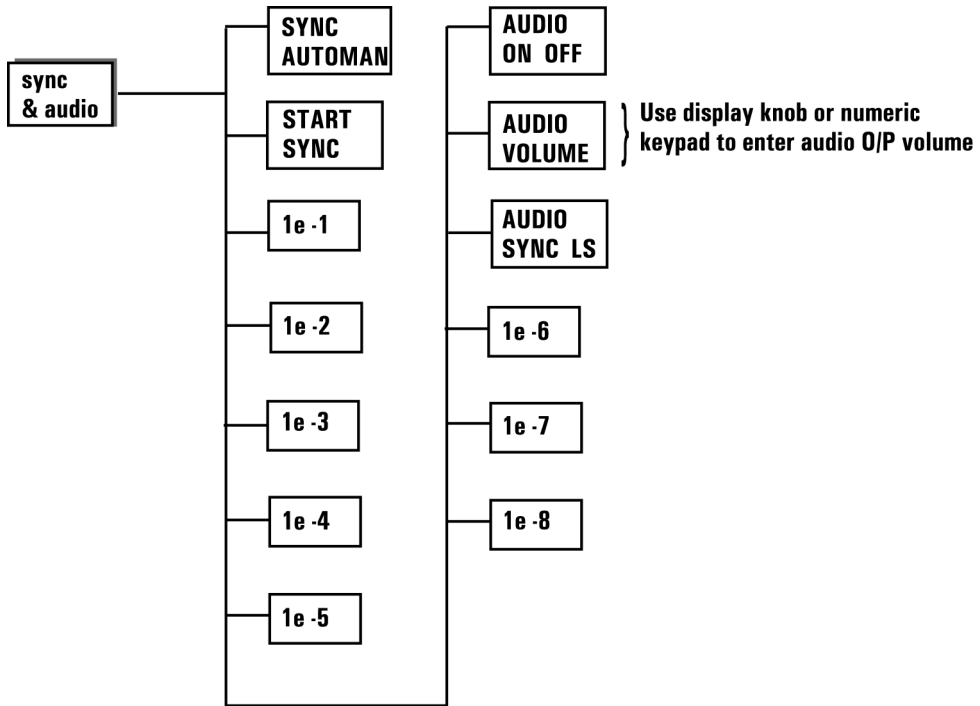 sync
& audio
SYNC
AUTOMAN
START
SYNC
1e -1
1e -2
1e -3
1e -4
1e -5
AUDIO
ON OFF
AUDIO
VOLUME
Use display knob or numeric
keypad to enter audio O/P volume
AUDIO
SYNC LS
1e -6
1e -7
1e -8